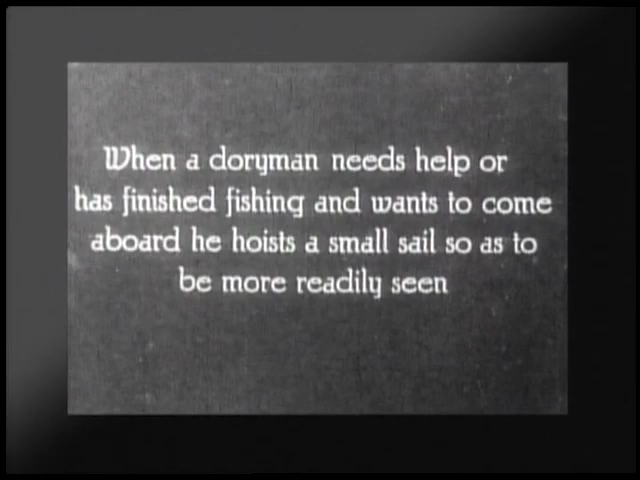 When a doryman needs help or
has finished fishing and wants to come
aboard he hoists a small sail so as to
be more readily seen